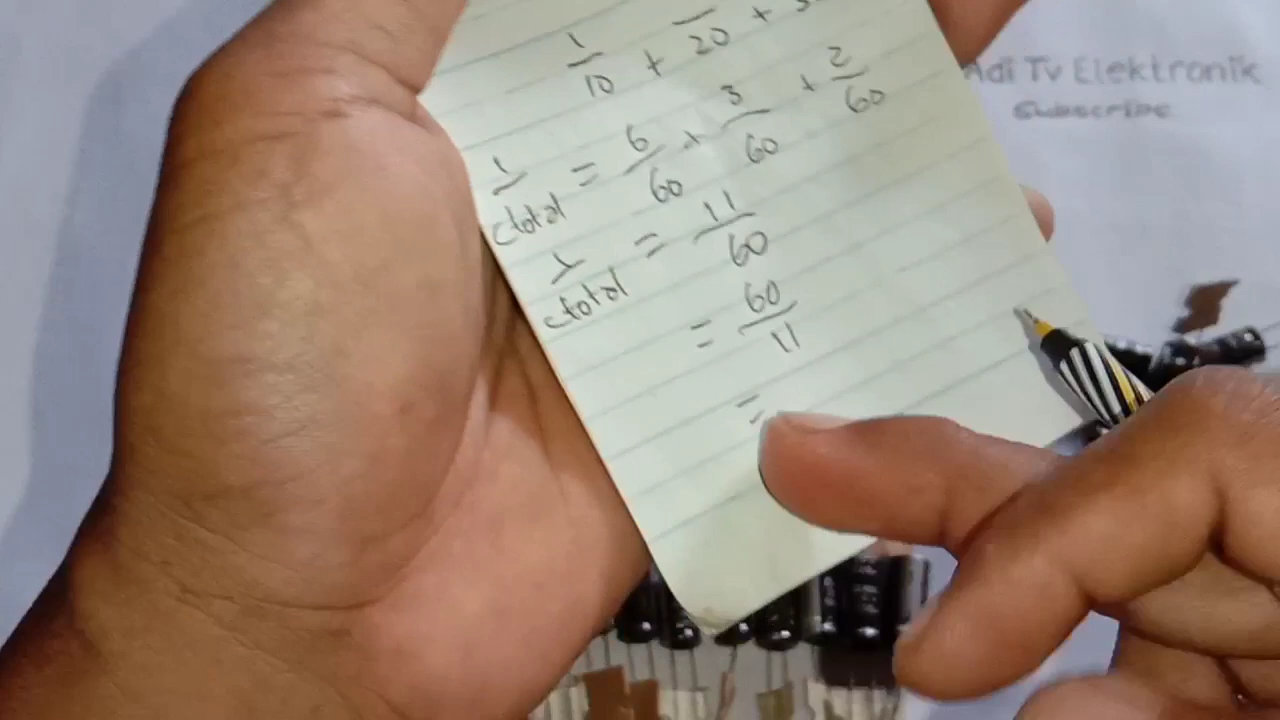 1/10 + /20 + 3
1/Ctotal = 6/60 + 3/60 + 2/60
1/Ctotal = 11/60
= 60/11
=
Adi Tv Elektronik
Subscribe